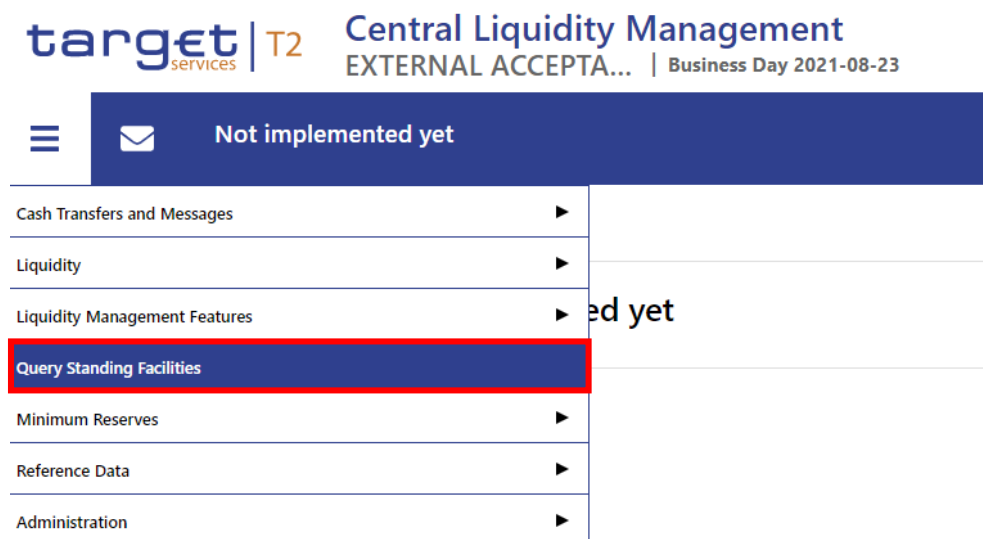 target services | T2
Central Liquidity Management
EXTERNAL ACCEPTA... | Business Day 2021-08-23
Not implemented yet
Cash Transfers and Messages
Liquidity
Liquidity Management Features
ed yet
Query Standing Facilities
Minimum Reserves
Reference Data
Administration